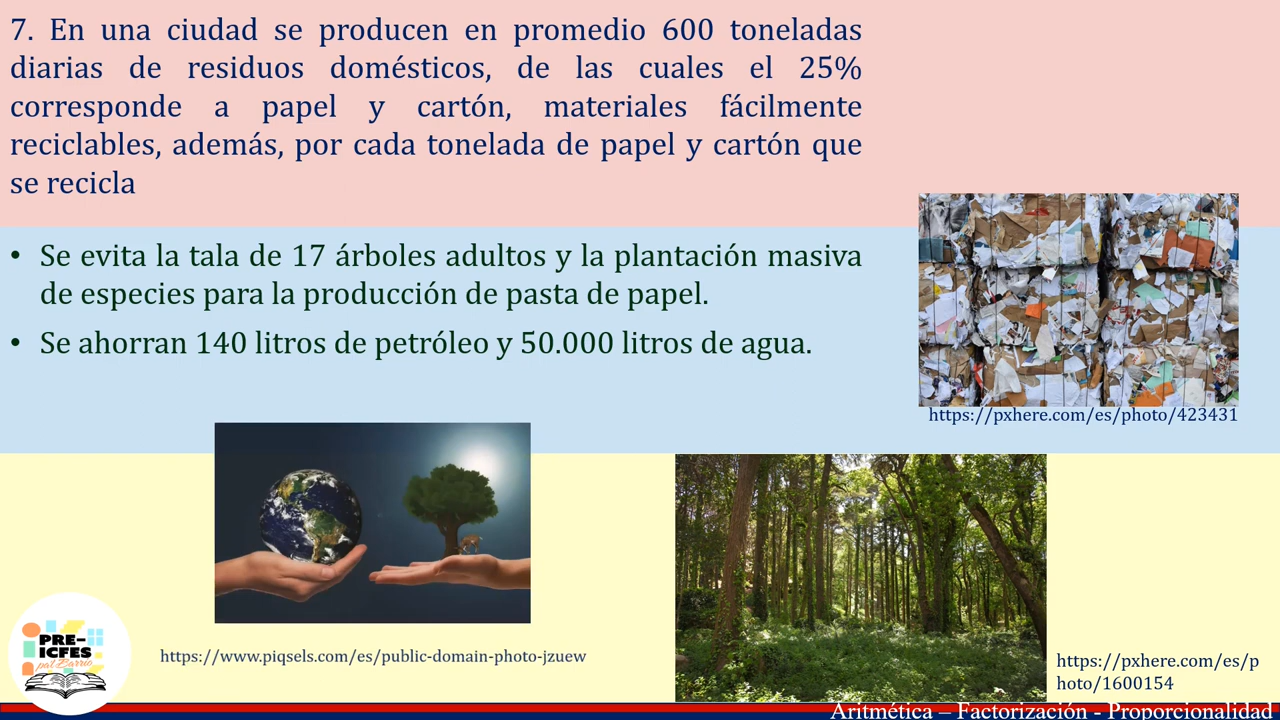 7. En una ciudad se producen en promedio 600 toneladas
diarias de residuos domésticos, de las cuales el 25%
corresponde a papel y cartón, materiales fácilmente
reciclables, además, por cada tonelada de papel y cartón que
se recicla
• Se evita la tala de 17 árboles adultos y la plantación masiva
de especies para la producción de pasta de papel.
• Se ahorran 140 litros de petróleo y 50.000 litros de agua.
https://pxhere.com/es/photo/423431
https://www.piqsels.com/es/public-domain-photo-jzuew
https://pxhere.com/es/p
hoto/1600154
PRE-
ICFES
pa'l Barrio
Aritmética – Factorización - Proporcionalidad